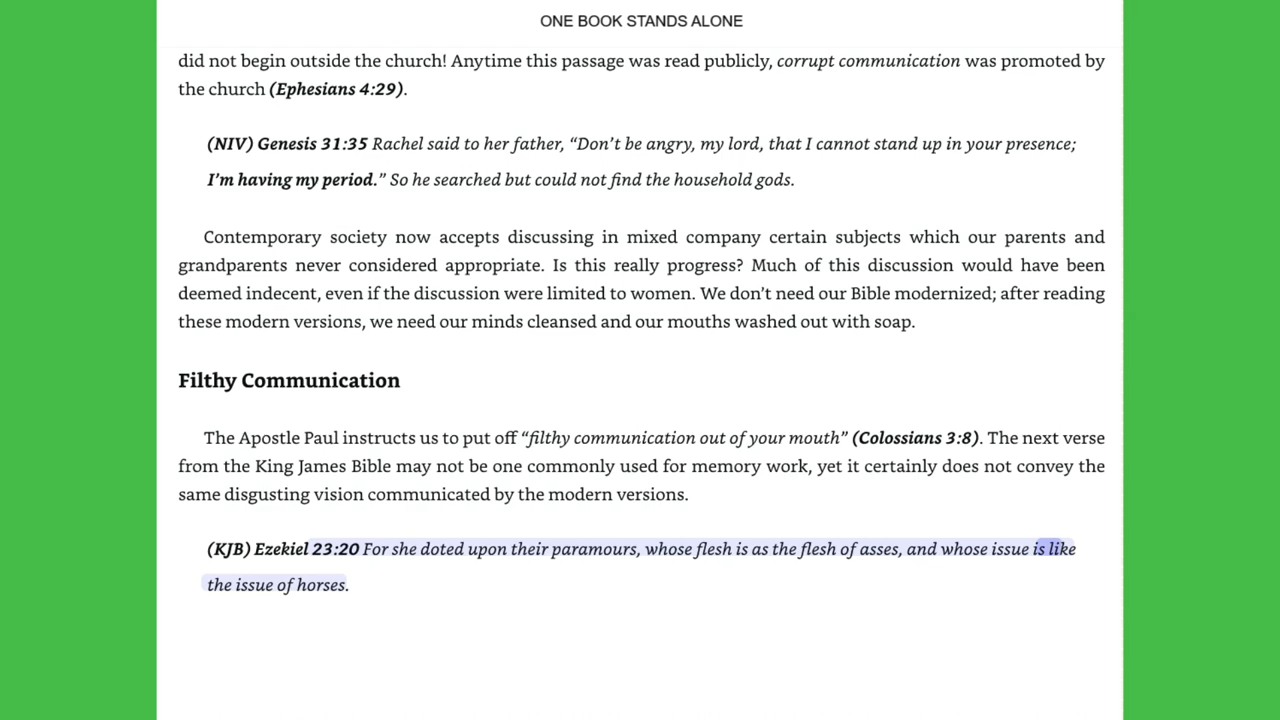 ONE BOOK STANDS ALONE
did not begin outside the church! Anytime this passage was read publicly, corrupt communication was promoted by
the church (Ephesians 4:29).
(NIV) Genesis 31:35 Rachel said to her father, “Don’t be angry, my lord, that I cannot stand up in your presence;
I’m having my period.” So he searched but could not find the household gods.
Contemporary society now accepts discussing in mixed company certain subjects which our parents and
grandparents never considered appropriate. Is this really progress? Much of this discussion would have been
deemed indecent, even if the discussion were limited to women. We don’t need our Bible modernized; after reading
these modern versions, we need our minds cleansed and our mouths washed out with soap.
Filthy Communication
The Apostle Paul instructs us to put off “filthy communication out of your mouth” (Colossians 3:8). The next verse
from the King James Bible may not be one commonly used for memory work, yet it certainly does not convey the
same disgusting vision communicated by the modern versions.
(KJB) Ezekiel 23:20 For she doted upon their paramours, whose flesh is as the flesh of asses, and whose issue is like
the issue of horses.